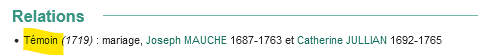 Relations
• Témoin (1719) : mariage, Joseph MAUCHE 1687-1763 et Catherine JULLIAN 1692-1765